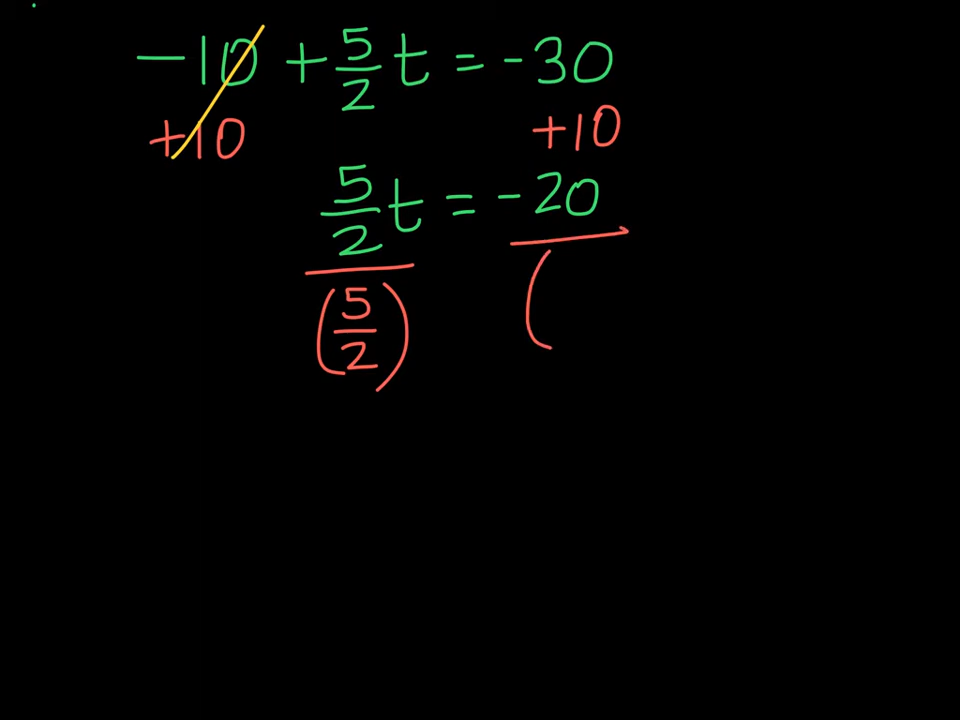 -10 + 5/2 t = -30
+10 +10
5/2 t = -20
(5/2) (